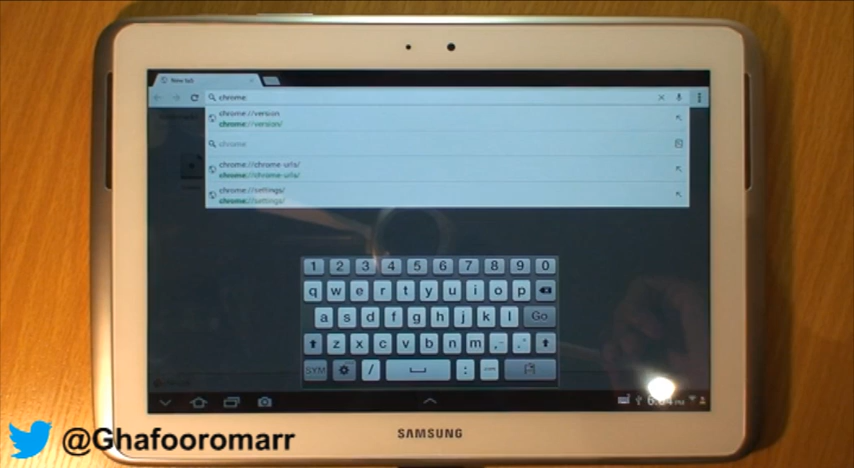 New tab
chrome
chrome://version
chrome://version/
chrome
chrome://chrome-urls/
chrome://chrome-urls/
chrome://settings/
chrome://settings/
1 2 3 4 5 6 7 8 9 0
q w e r t y u i o p
a s d f g h j k l Go
z x c v b n m , .
SYM / :
SAMSUNG
@Ghafooromarr